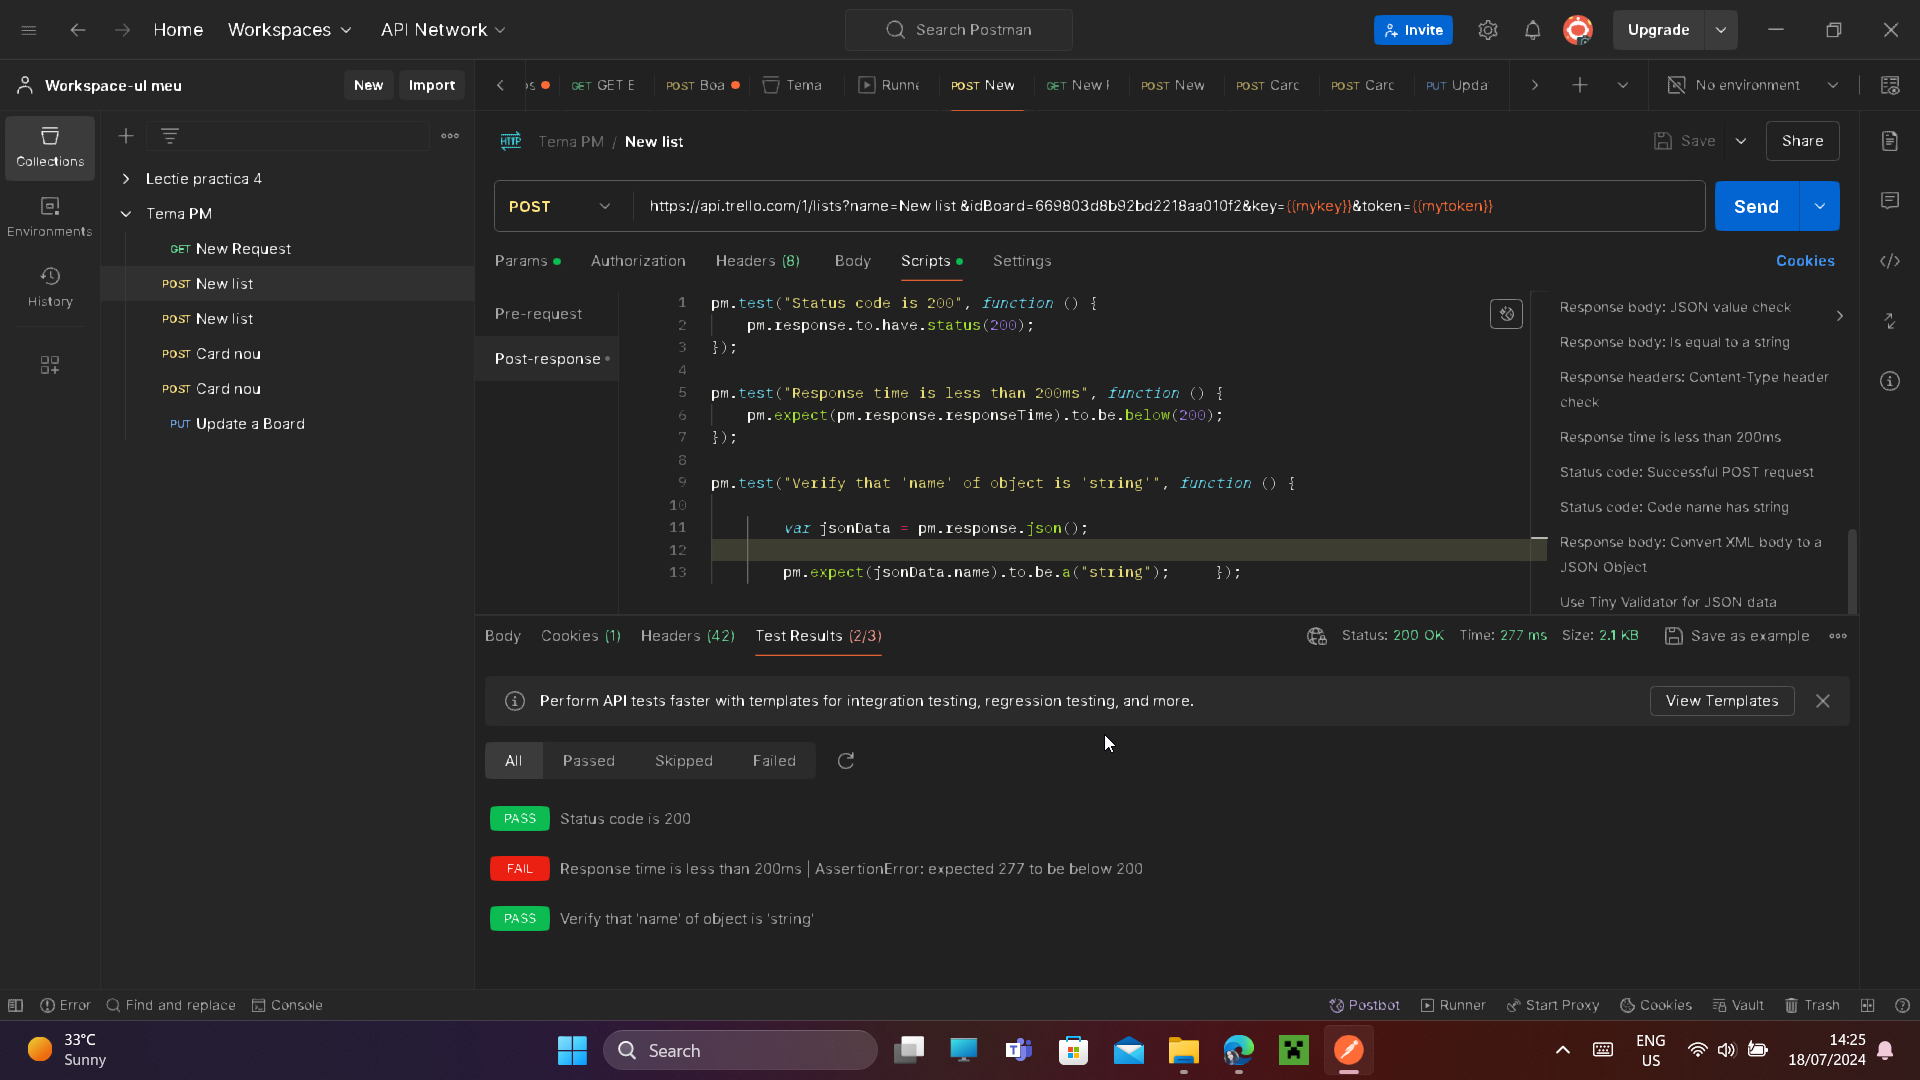 Home Workspaces API Network Search Postman Invite Upgrade
Workspace-ul meu New Import
GET GET E POST Boa Tema Runne POST New GET New POST New POST Card POST Card PUT Upda No environment
Collections
Environments
History
Lectie practica 4
Tema PM
GET New Request
POST New list
POST New list
POST Card nou
POST Card nou
PUT Update a Board
HTTP Tema PM / New list Save Share
POST https://api.trello.com/1/lists?name=New list &idBoard=669803d8b92bd2218aa010f2&key={{mykey}}&token={{mytoken}} Send
Params Authorization Headers (8) Body Scripts Settings Cookies
Pre-request
Post-response
1 pm.test("Status code is 200", function () {
2 pm.response.to.have.status(200);
3 });
4
5 pm.test("Response time is less than 200ms", function () {
6 pm.expect(pm.response.responseTime).to.be.below(200);
7 });
8
9 pm.test("Verify that 'name' of object is 'string'", function () {
10
11 var jsonData = pm.response.json();
12
13 pm.expect(jsonData.name).to.be.a("string"); });
Response body: JSON value check
Response body: Is equal to a string
Response headers: Content-Type header
check
Response time is less than 200ms
Status code: Successful POST request
Status code: Code name has string
Response body: Convert XML body to a
JSON Object
Use Tiny Validator for JSON data
Body Cookies (1) Headers (42) Test Results (2/3) Status: 200 OK Time: 277 ms Size: 2.1 KB Save as example
Perform API tests faster with templates for integration testing, regression testing, and more. View Templates
All Passed Skipped Failed
PASS Status code is 200
FAIL Response time is less than 200ms | AssertionError: expected 277 to be below 200
PASS Verify that 'name' of object is 'string'
Error Find and replace Console Postbot Runner Start Proxy Cookies Vault Trash
33°C
Sunny
Search
ENG
US
14:25
18/07/2024